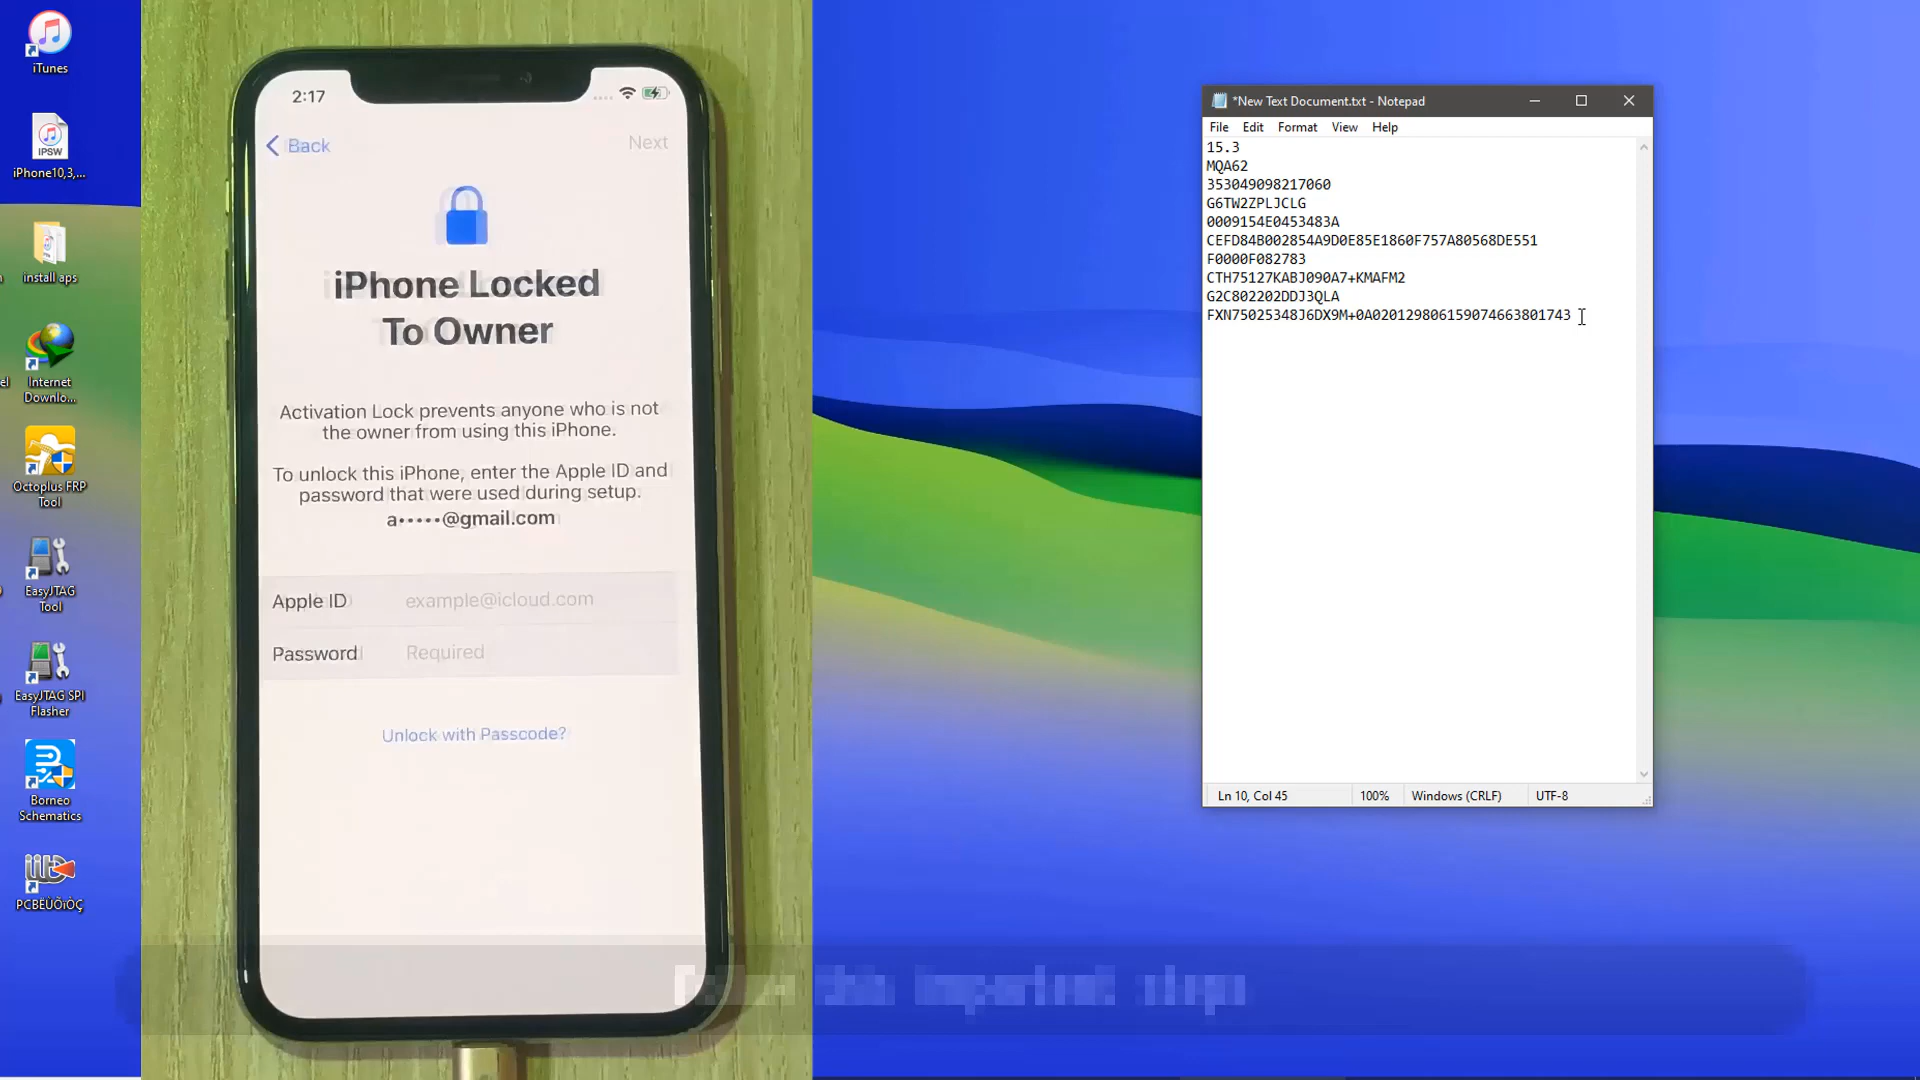 iTunes
IPSW
iPhone10,3,...
install aps
Internet
Downlo...
Octoplus FRP
Tool
EasyJTAG
Tool
EasyJTAG SPI
Flasher
Borneo
Schematics
PCBÈÙÕìÓÇ
2:17
Back
Next
iPhone Locked
To Owner
Activation Lock prevents anyone who is not
the owner from using this iPhone.
To unlock this iPhone, enter the Apple ID and
password that were used during setup.
a•••••@gmail.com
Apple ID
example@icloud.com
Password
Required
Unlock with Passcode?
*New Text Document.txt - Notepad
File Edit Format View Help
15.3
MQA62
353049098217060
G6TW2ZPLJCLG
0009154E0453483A
CEFD84B002854A9D0E85E1860F757A80568DE551
F0000F082783
CTH75127KABJ090A7+KMAFM2
G2C802202DDJ3QLA
FXN75025348J6DX9M+0A020129806159074663801743
Ln 10, Col 45
100%
Windows (CRLF)
UTF-8
this important steps